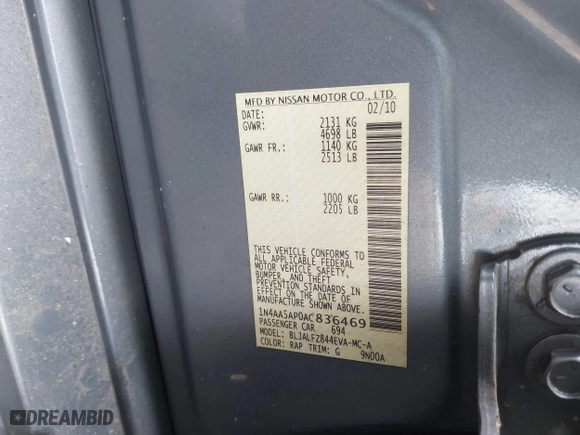 MFD BY NISSAN MOTOR CO., LTD.
DATE: 02/10
GVWR: 2131 KG
4698 LB
GAWR FR.: 1140 KG
2513 LB
GAWR RR.: 1000 KG
2205 LB
THIS VEHICLE CONFORMS TO
ALL APPLICABLE FEDERAL
MOTOR VEHICLE SAFETY,
BUMPER, AND THEFT
PREVENTION STANDARDS IN
EFFECT ON THE DATE OF
MANUFACTURE SHOWN ABOVE.
1N4AA5AP0AC836469
PASSENGER CAR 694
MODEL: BLJALFZ844EVA-MC-A
COLOR: RAP TRIM: G 9N00A
DREAMBID